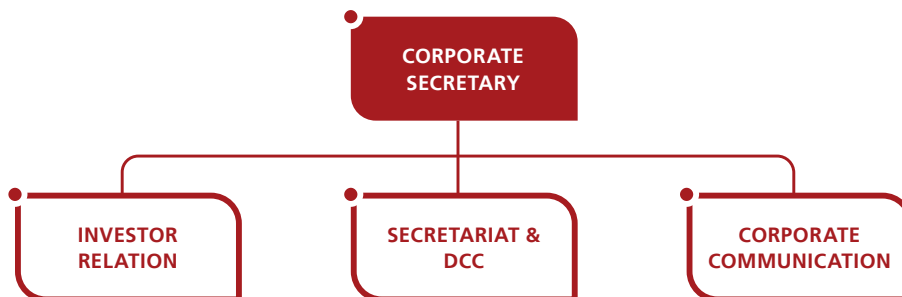 CORPORATE
SECRETARY
INVESTOR
RELATION
SECRETARIAT &
DCC
CORPORATE
COMMUNICATION